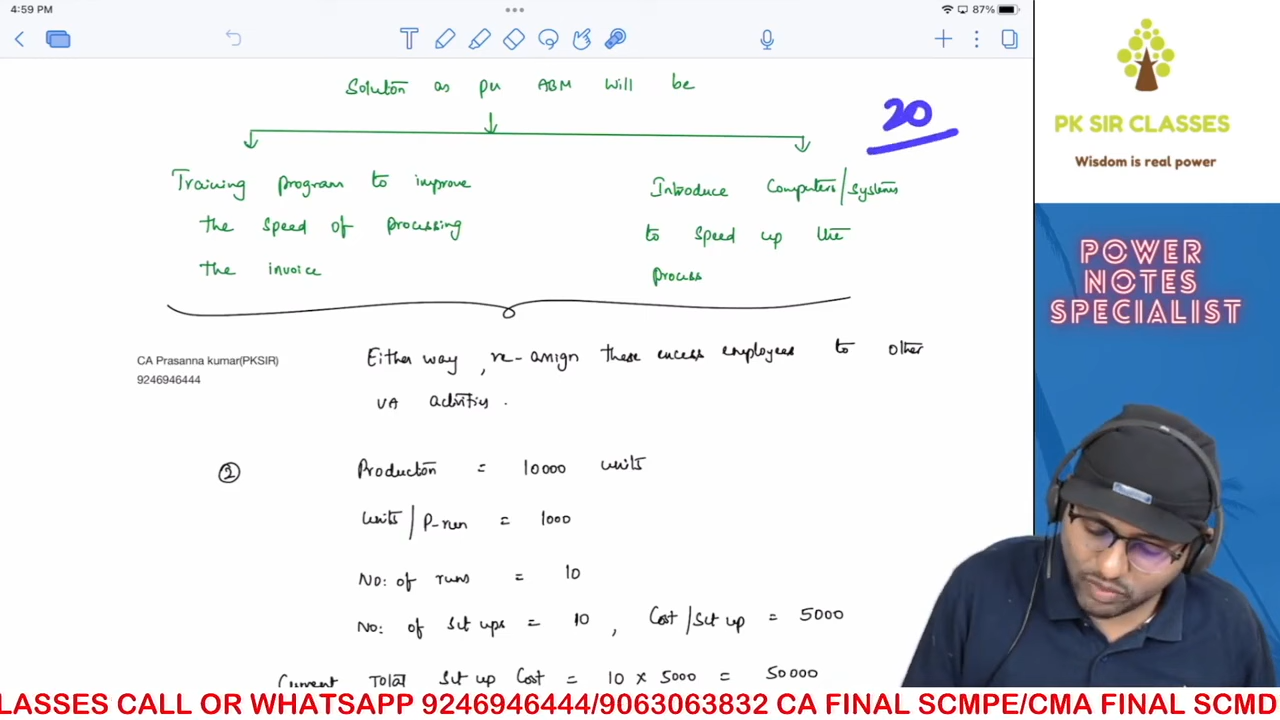 4:59 PM
87%
Soluton as per ABM will be
20
Training program to improve
the speed of processing
the invoice
Introduce Computers/systems
to speed up the
process
CA Prasanna kumar(PKSIR)
9246946444
Either way, re-assign these excess employees to other
VA activities.
② Producton = 10000 units
units/P-run = 1000
No: of runs = 10
No: of Set ups = 10, Cost/Set up = 5000
Current Total Set up Cost = 10 x 5000 = 50000
PK SIR CLASSES
Wisdom is real power
POWER
NOTES
SPECIALIST
LASSES CALL OR WHATSAPP 9246946444/9063063832 CA FINAL SCMPE/CMA FINAL SCMD